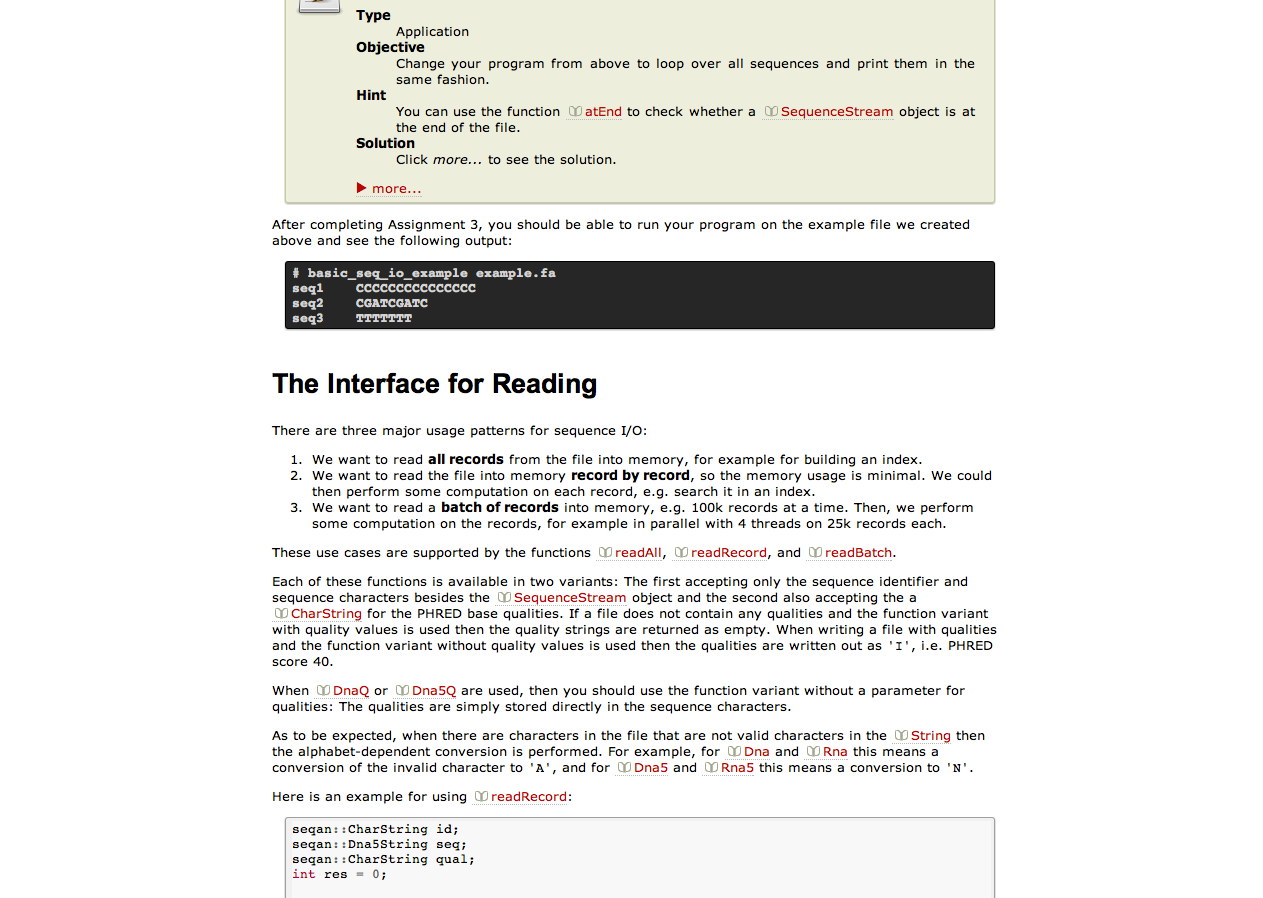 Type
Application
Objective
Change your program from above to loop over all sequences and print them in the
same fashion.
Hint
You can use the function atEnd to check whether a SequenceStream object is at
the end of the file.
Solution
Click more... to see the solution.
more...
After completing Assignment 3, you should be able to run your program on the example file we created
above and see the following output:
# basic_seq_io_example example.fa
seq1    CCCCCCCCCCCCCCC
seq2    CGATCGATC
seq3    TTTTTTT
The Interface for Reading
There are three major usage patterns for sequence I/O:
1. We want to read all records from the file into memory, for example for building an index.
2. We want to read the file into memory record by record, so the memory usage is minimal. We could
then perform some computation on each record, e.g. search it in an index.
3. We want to read a batch of records into memory, e.g. 100k records at a time. Then, we perform
some computation on the records, for example in parallel with 4 threads on 25k records each.
These use cases are supported by the functions readAll, readRecord, and readBatch.
Each of these functions is available in two variants: The first accepting only the sequence identifier and
sequence characters besides the SequenceStream object and the second also accepting the a
CharString for the PHRED base qualities. If a file does not contain any qualities and the function variant
with quality values is used then the quality strings are returned as empty. When writing a file with qualities
and the function variant without quality values is used then the qualities are written out as 'I', i.e. PHRED
score 40.
When DnaQ or Dna5Q are used, then you should use the function variant without a parameter for
qualities: The qualities are simply stored directly in the sequence characters.
As to be expected, when there are characters in the file that are not valid characters in the String then
the alphabet-dependent conversion is performed. For example, for Dna and Rna this means a
conversion of the invalid character to 'A', and for Dna5 and Rna5 this means a conversion to 'N'.
Here is an example for using readRecord:
seqan::CharString id;
seqan::Dna5String seq;
seqan::CharString qual;
int res = 0;